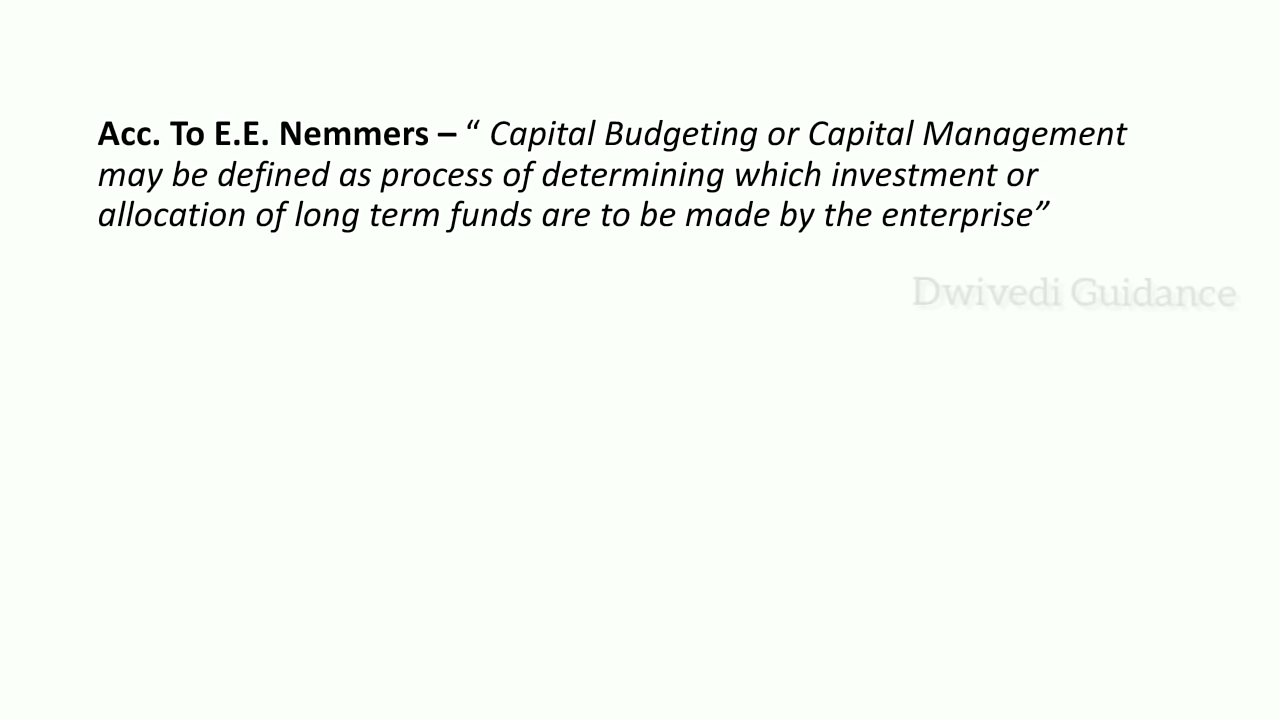 Acc. To E.E. Nemmers – “ Capital Budgeting or Capital Management
may be defined as process of determining which investment or
allocation of long term funds are to be made by the enterprise”
Dwivedi Guidance